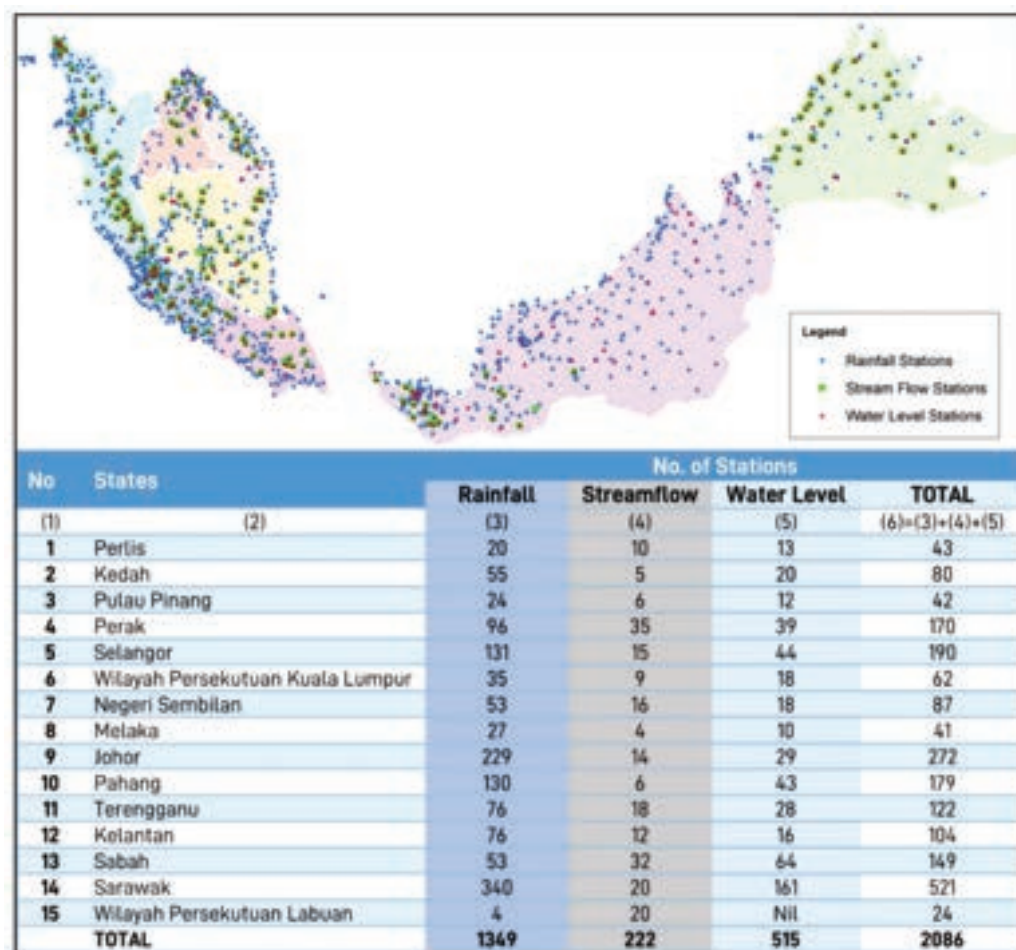 Legend
Rainfall Stations
Stream Flow Stations
Water Level Stations
No States No. of Stations
Rainfall Streamflow Water Level TOTAL
(1) (2) (3) (4) (5) (6)=(3)+(4)+(5)
1 Perlis 20 10 13 43
2 Kedah 55 5 20 80
3 Pulau Pinang 24 6 12 42
4 Perak 96 35 39 170
5 Selangor 131 15 44 190
6 Wilayah Persekutuan Kuala Lumpur 35 9 18 62
7 Negeri Sembilan 53 16 18 87
8 Melaka 27 4 10 41
9 Johor 229 14 29 272
10 Pahang 130 6 43 179
11 Terengganu 76 18 28 122
12 Kelantan 76 12 16 104
13 Sabah 53 32 64 149
14 Sarawak 340 20 161 521
15 Wilayah Persekutuan Labuan 4 20 Nil 24
TOTAL 1349 222 515 2086